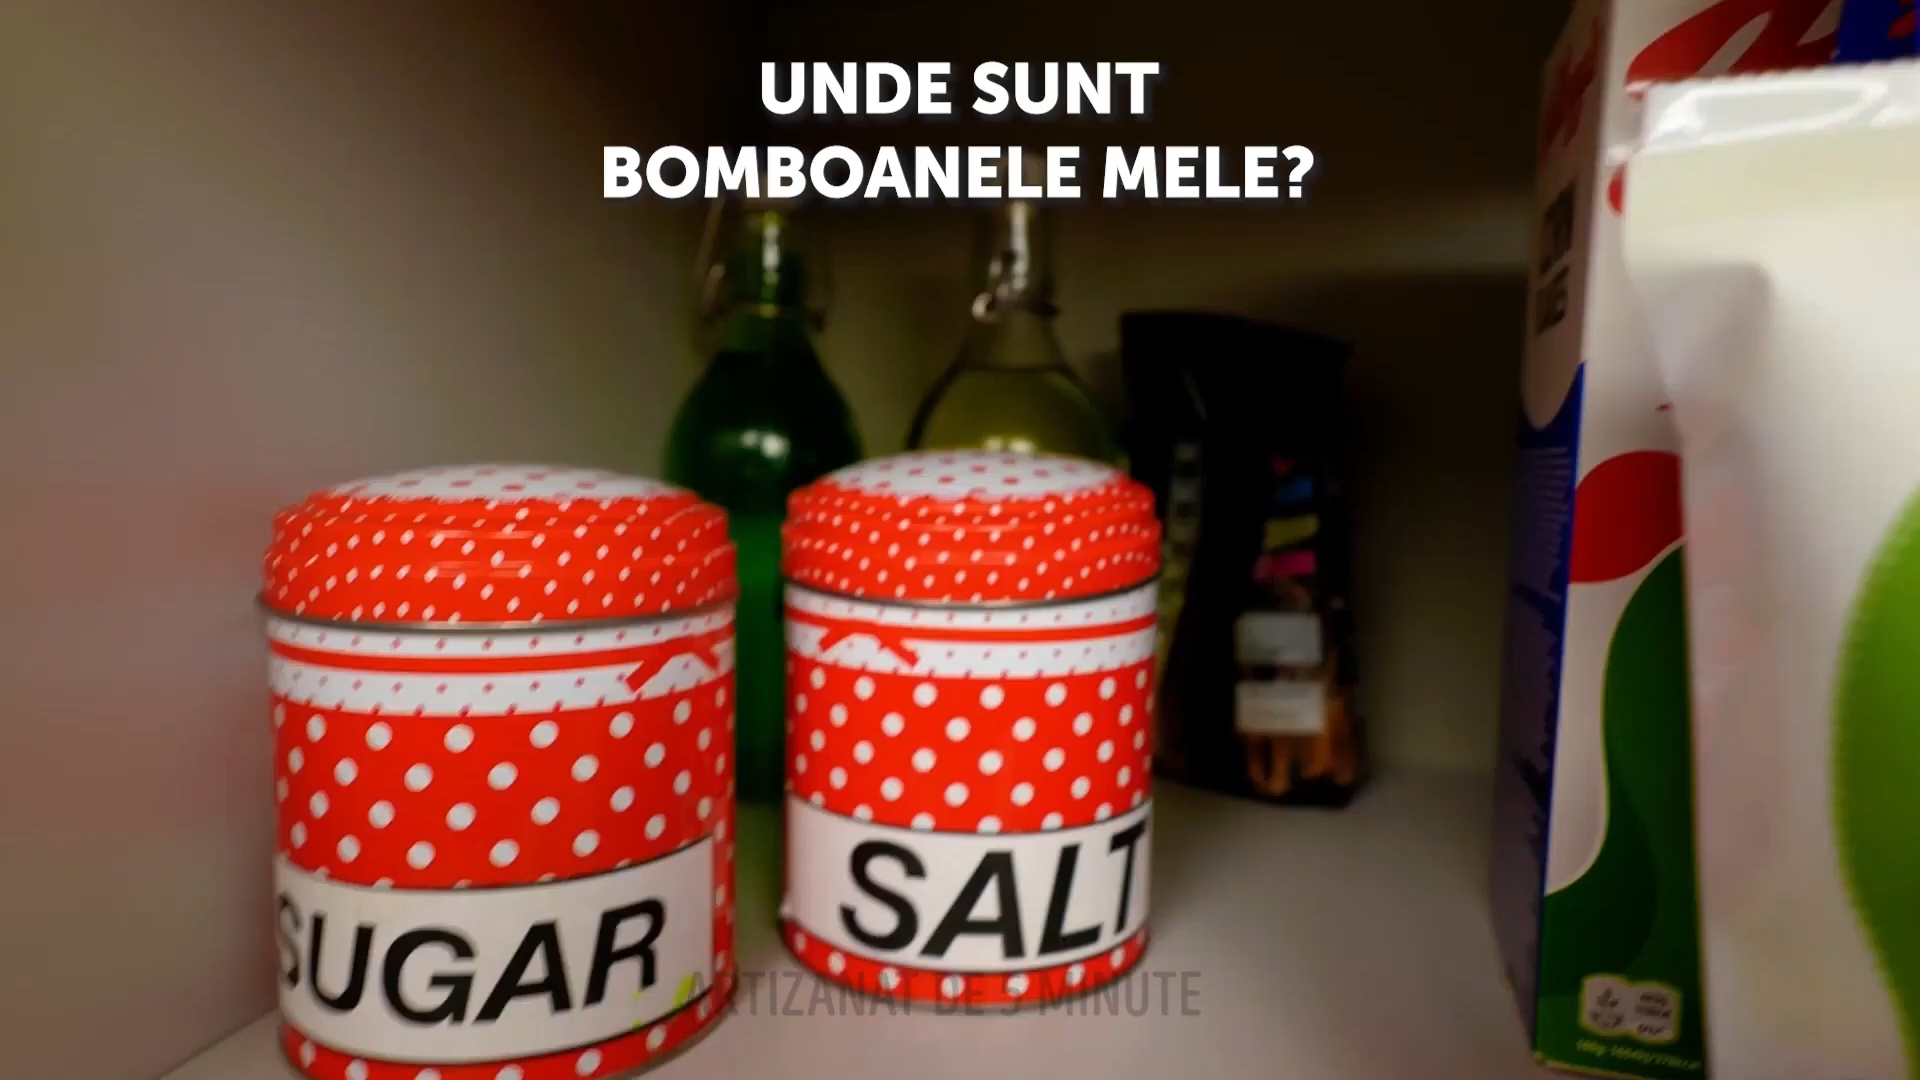 UNDE SUNT
BOMBOANELE MELE?
SUGAR
SALT
ARTIZANAT DE 5 MINUTE